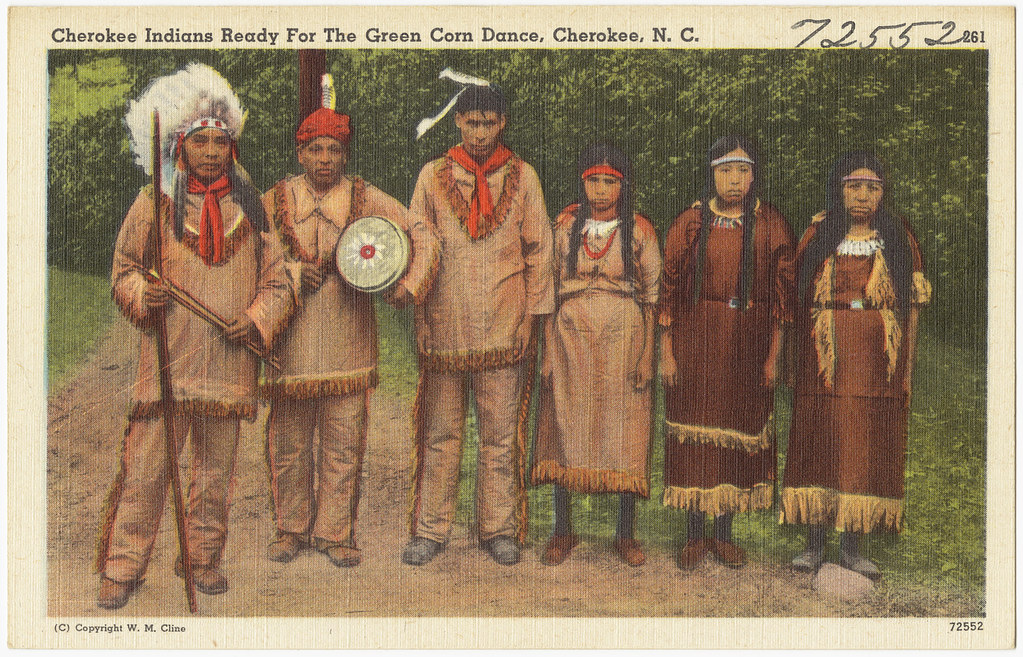 Cherokee Indians Ready For The Green Corn Dance, Cherokee, N. C.
72552
261
(C) Copyright W. M. Cline
72552